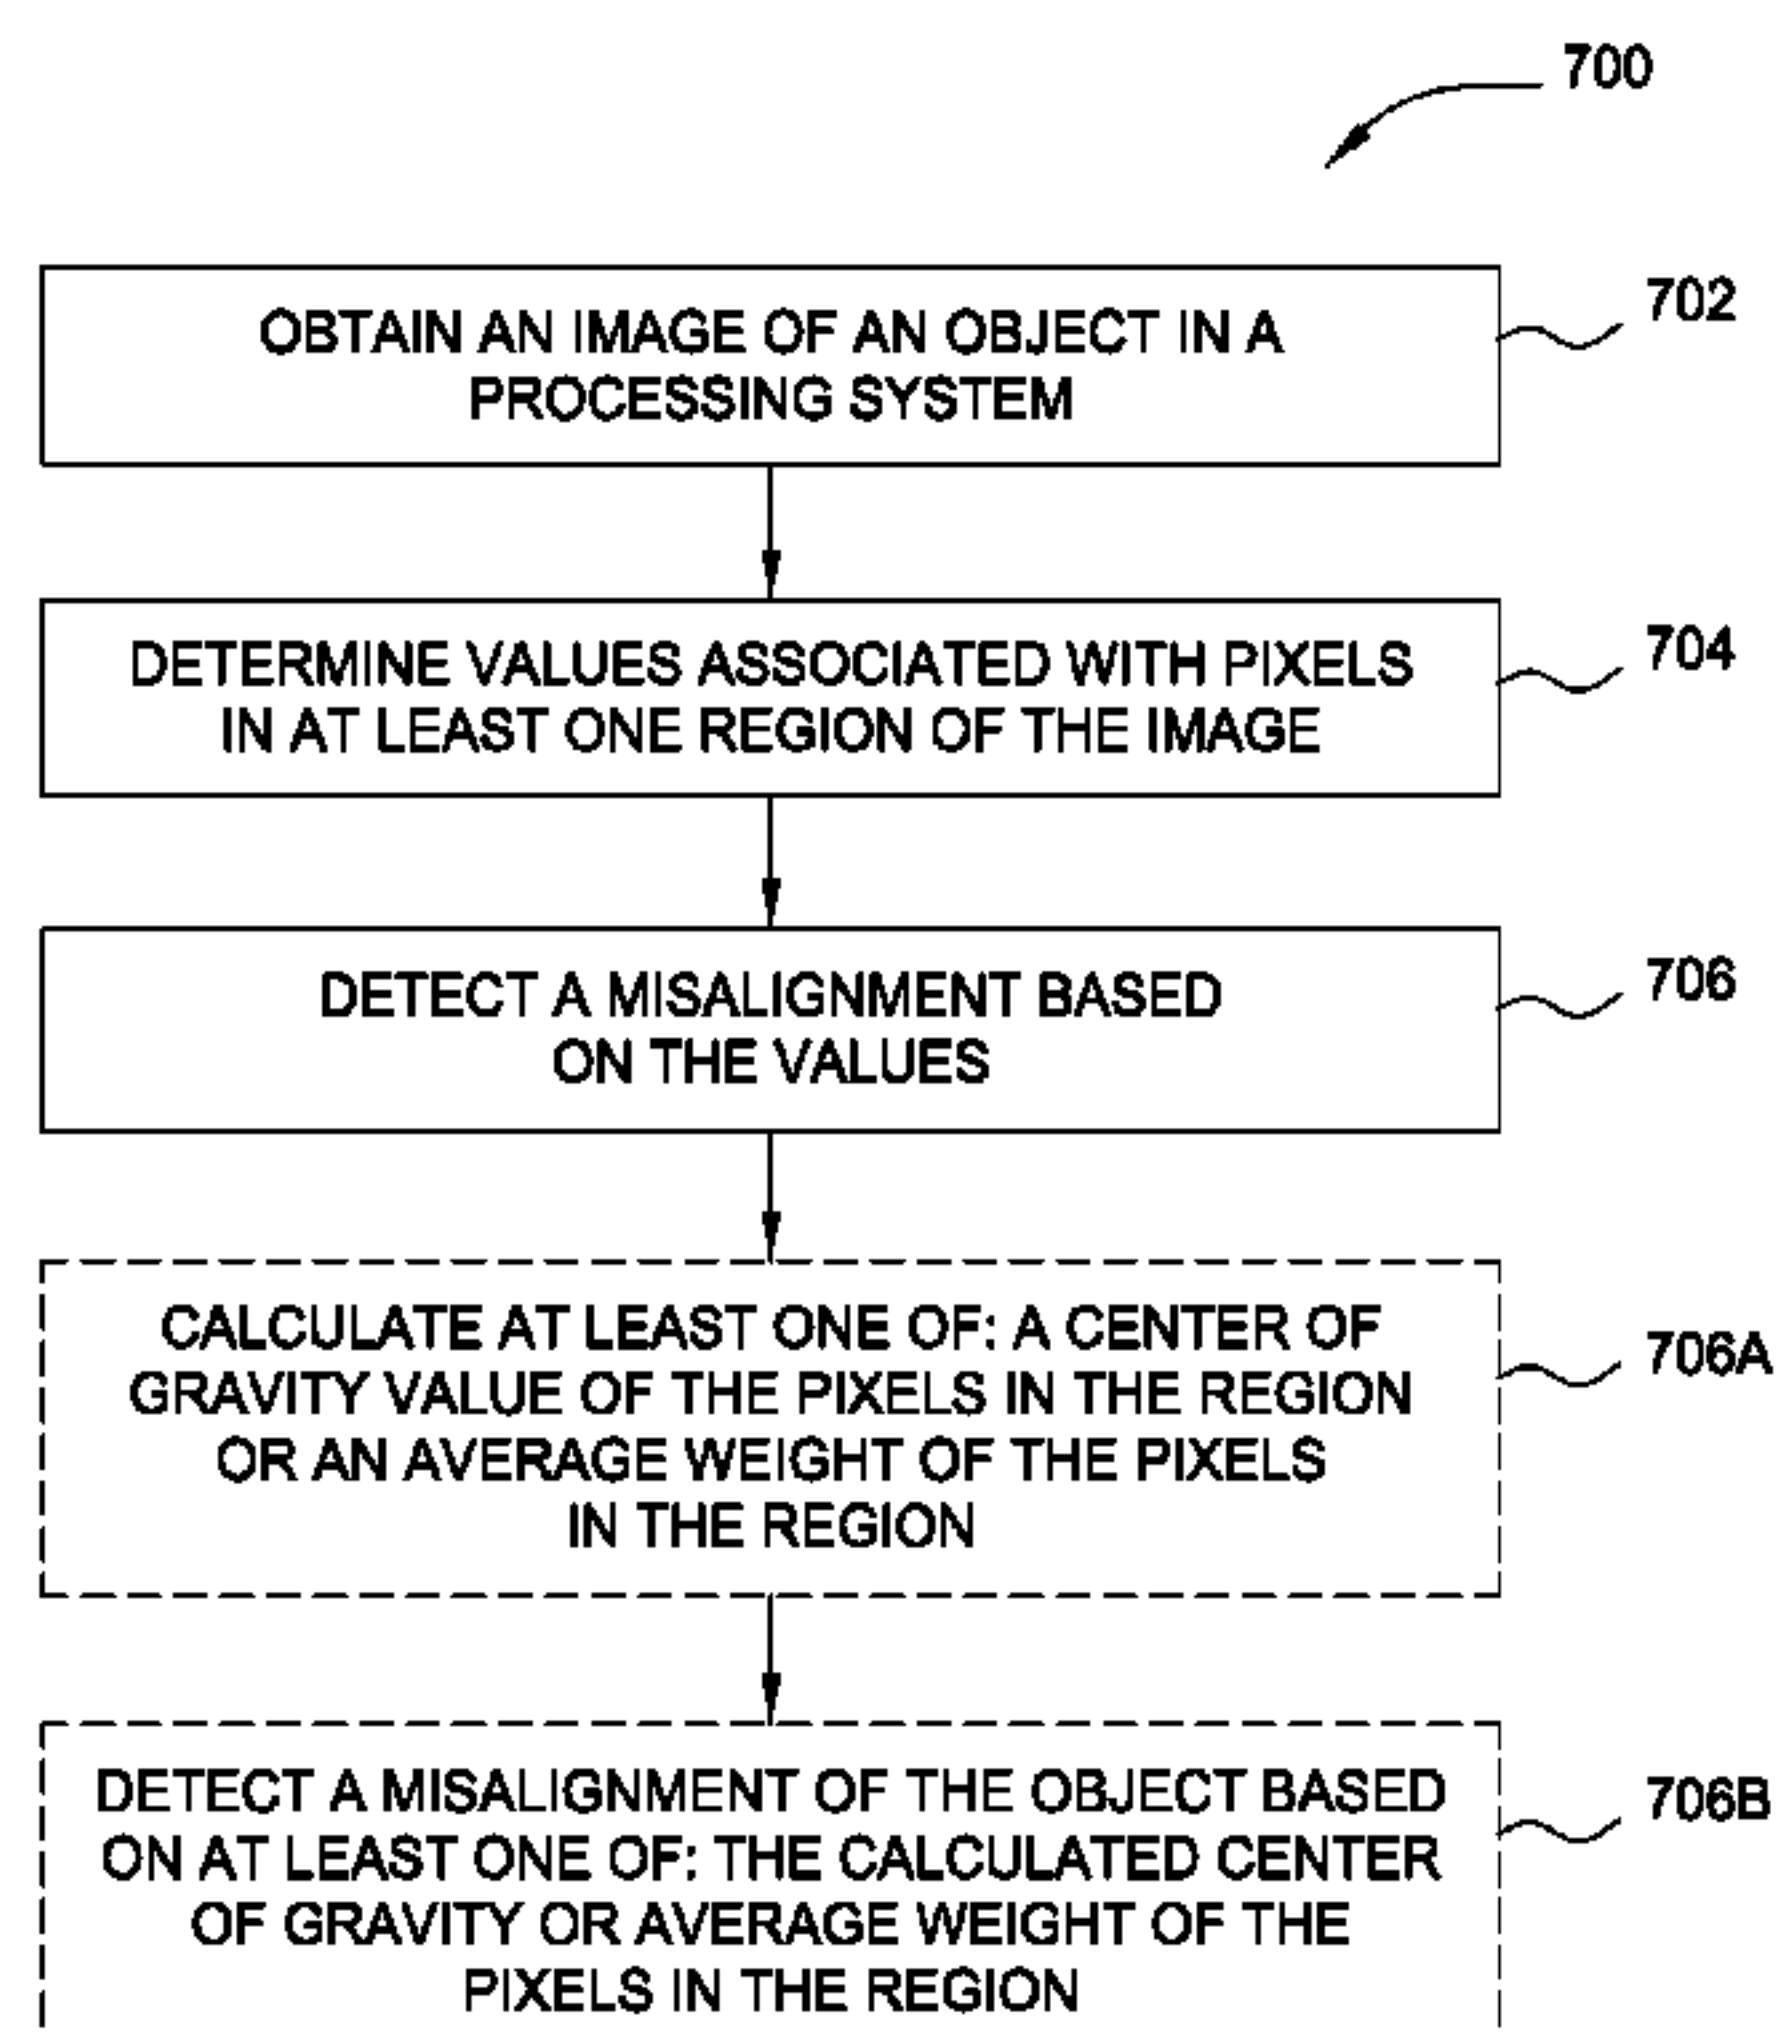 700
OBTAIN AN IMAGE OF AN OBJECT IN A
PROCESSING SYSTEM
702
DETERMINE VALUES ASSOCIATED WITH PIXELS
IN AT LEAST ONE REGION OF THE IMAGE
704
DETECT A MISALIGNMENT BASED
ON THE VALUES
706
CALCULATE AT LEAST ONE OF: A CENTER OF
GRAVITY VALUE OF THE PIXELS IN THE REGION
OR AN AVERAGE WEIGHT OF THE PIXELS
IN THE REGION
706A
DETECT A MISALIGNMENT OF THE OBJECT BASED
ON AT LEAST ONE OF: THE CALCULATED CENTER
OF GRAVITY OR AVERAGE WEIGHT OF THE
PIXELS IN THE REGION
706B